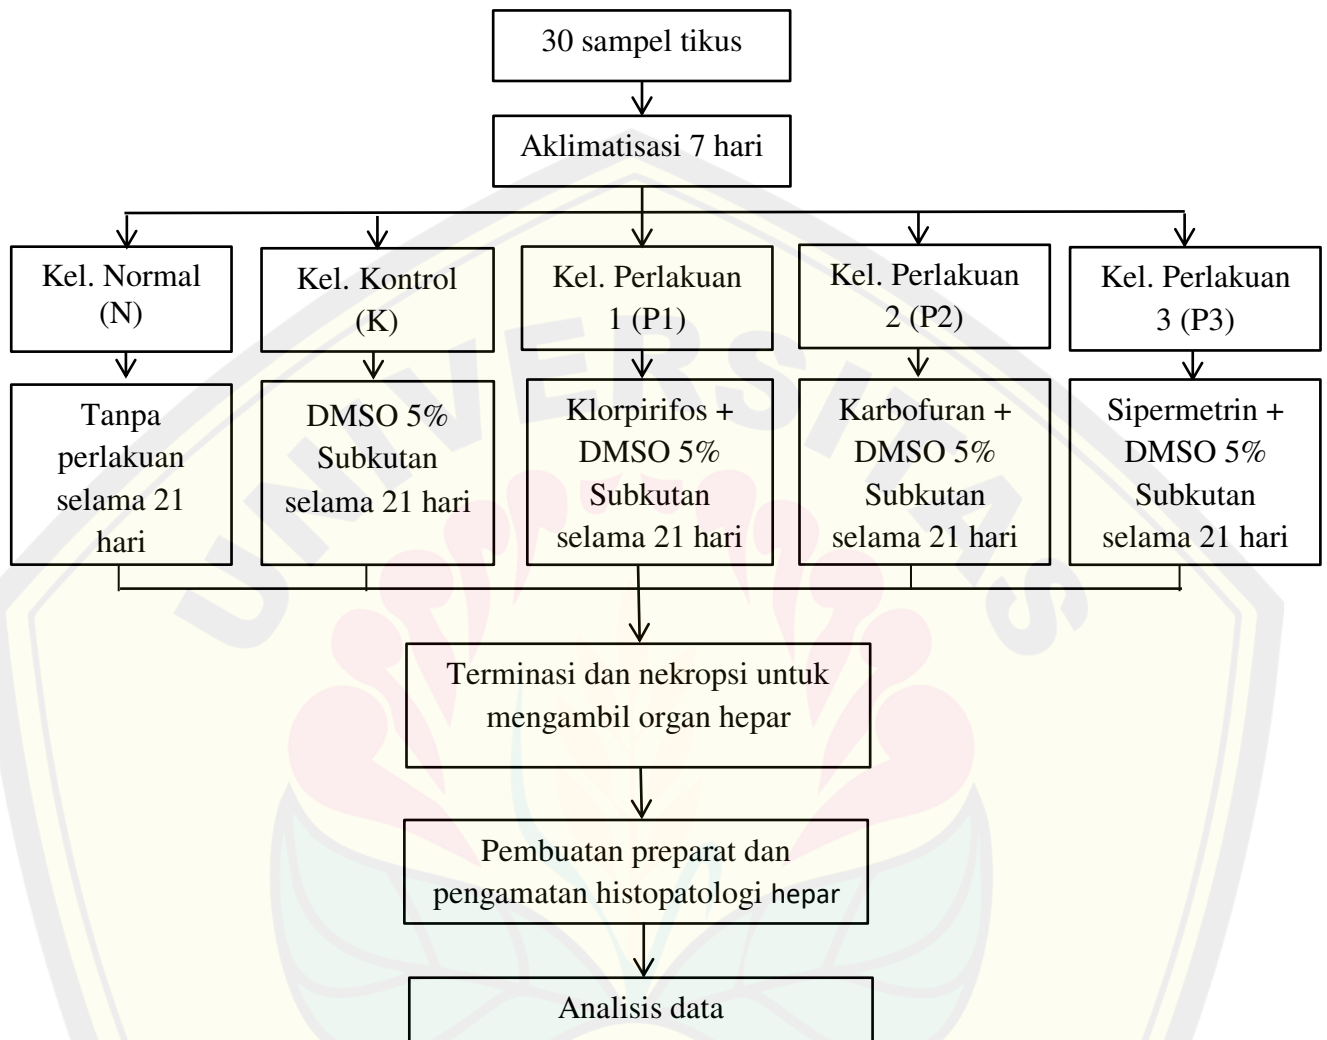 30 sampel tikus
Aklimatisasi 7 hari
Kel. Normal
(N)
Kel. Kontrol
(K)
Kel. Perlakuan
1 (P1)
Kel. Perlakuan
2 (P2)
Kel. Perlakuan
3 (P3)
Tanpa
perlakuan
selama 21
hari
DMSO 5%
Subkutan
selama 21 hari
Klorpirifos +
DMSO 5%
Subkutan
selama 21 hari
Karbofuran +
DMSO 5%
Subkutan
selama 21 hari
Sipermetrin +
DMSO 5%
Subkutan
selama 21 hari
UNIVERSITAS
Terminasi dan nekropsi untuk
mengambil organ hepar
Pembuatan preparat dan
pengamatan histopatologi hepar
Analisis data